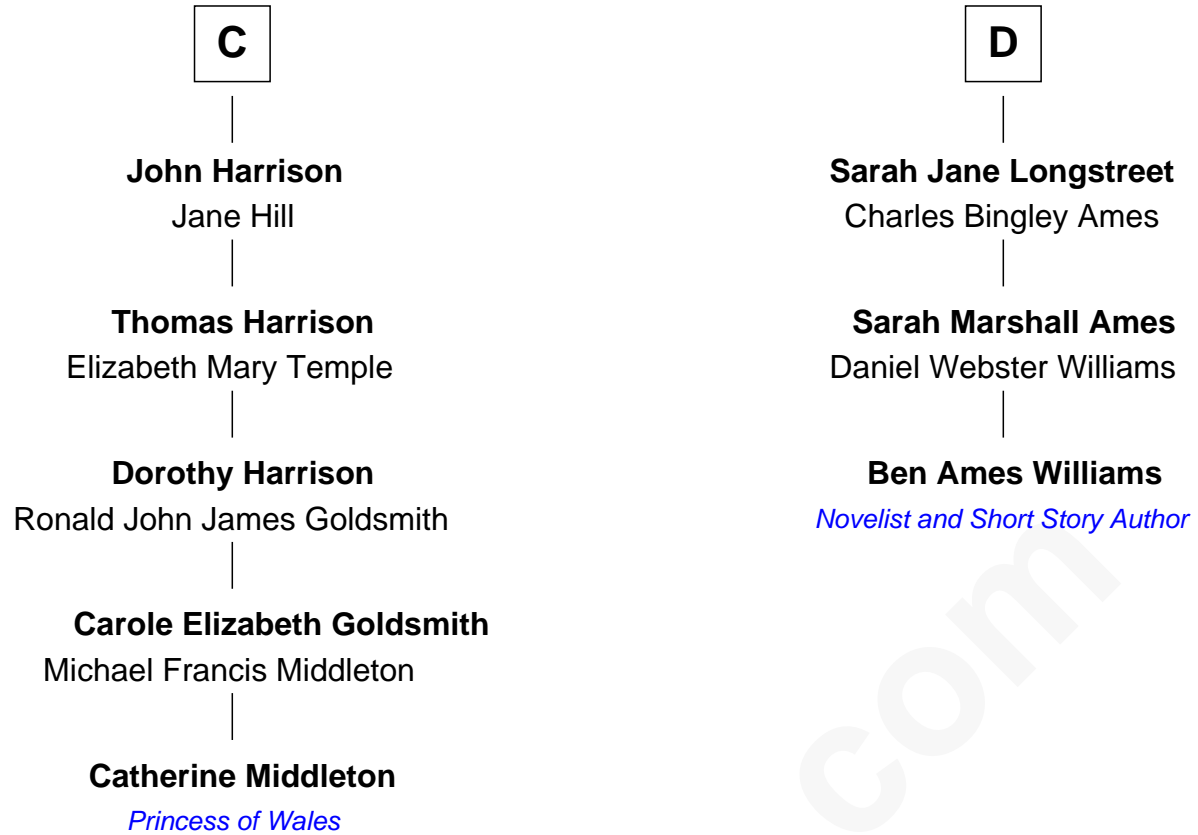 C
John Harrison
Jane Hill
Thomas Harrison
Elizabeth Mary Temple
Dorothy Harrison
Ronald John James Goldsmith
Carole Elizabeth Goldsmith
Michael Francis Middleton
Catherine Middleton
Princess of Wales
D
Sarah Jane Longstreet
Charles Bingley Ames
Sarah Marshall Ames
Daniel Webster Williams
Ben Ames Williams
Novelist and Short Story Author
com